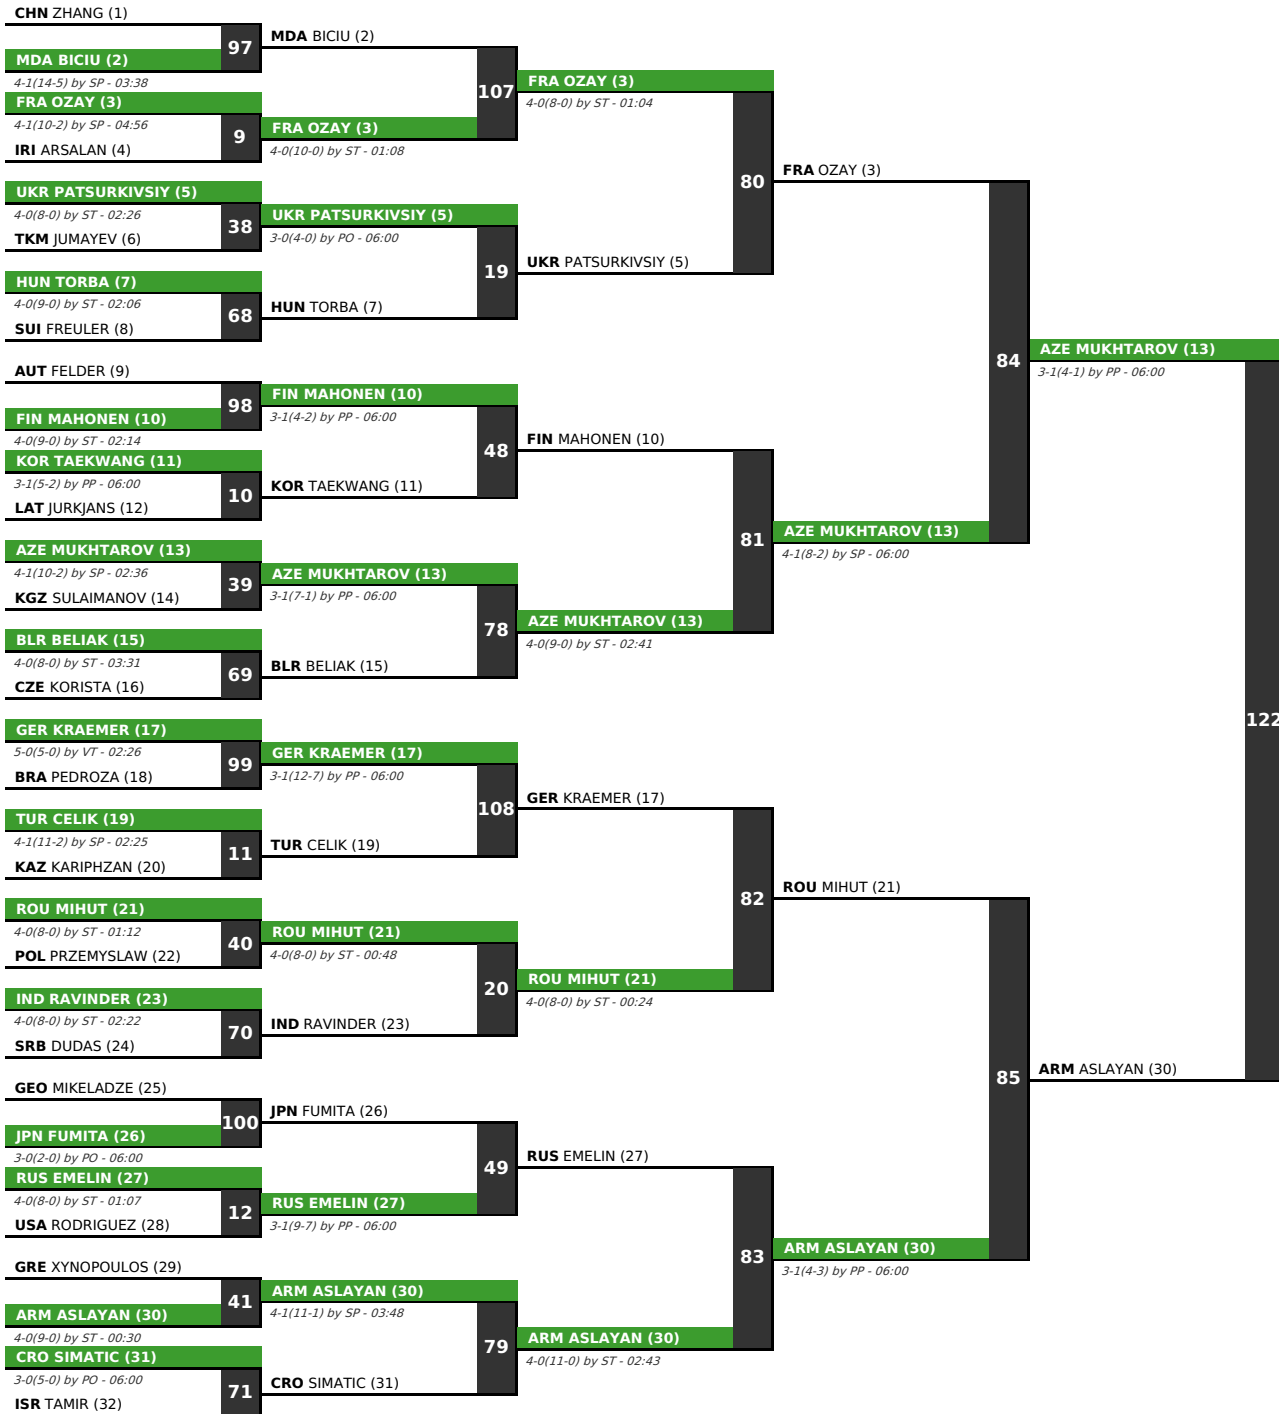 CHN ZHANG (1)
97
MDA BICIU (2)
4-1(14-5) by SP - 03:38
FRA OZAY (3)
4-1(10-2) by SP - 04:56
9
IRI ARSALAN (4)
UKR PATSURKIVSIY (5)
4-0(8-0) by ST - 02:26
38
TKM JUMAYEV (6)
HUN TORBA (7)
4-0(9-0) by ST - 02:06
68
SUI FREULER (8)
AUT FELDER (9)
98
FIN MAHONEN (10)
4-0(9-0) by ST - 02:14
KOR TAEKWANG (11)
3-1(5-2) by PP - 06:00
10
LAT JURKJANS (12)
AZE MUKHTAROV (13)
4-1(10-2) by SP - 02:36
39
KGZ SULAIMANOV (14)
BLR BELIAK (15)
4-0(8-0) by ST - 03:31
69
CZE KORISTA (16)
GER KRAEMER (17)
5-0(5-0) by VT - 02:26
99
BRA PEDROZA (18)
TUR CELIK (19)
4-1(11-2) by SP - 02:25
11
KAZ KARIPHZAN (20)
ROU MIHUT (21)
4-0(8-0) by ST - 01:12
40
POL PRZEMYSLAW (22)
IND RAVINDER (23)
4-0(8-0) by ST - 02:22
70
SRB DUDAS (24)
GEO MIKELADZE (25)
100
JPN FUMITA (26)
3-0(2-0) by PO - 06:00
RUS EMELIN (27)
4-0(8-0) by ST - 01:07
12
USA RODRIGUEZ (28)
GRE XYNOPOULOS (29)
41
ARM ASLAYAN (30)
4-0(9-0) by ST - 00:30
CRO SIMATIC (31)
3-0(5-0) by PO - 06:00
71
ISR TAMIR (32)
MDA BICIU (2)
107
FRA OZAY (3)
4-0(10-0) by ST - 01:08
UKR PATSURKIVSIY (5)
3-0(4-0) by PO - 06:00
19
HUN TORBA (7)
FIN MAHONEN (10)
3-1(4-2) by PP - 06:00
48
KOR TAEKWANG (11)
AZE MUKHTAROV (13)
3-1(7-1) by PP - 06:00
78
BLR BELIAK (15)
GER KRAEMER (17)
3-1(12-7) by PP - 06:00
108
TUR CELIK (19)
ROU MIHUT (21)
4-0(8-0) by ST - 00:48
20
IND RAVINDER (23)
JPN FUMITA (26)
49
RUS EMELIN (27)
3-1(9-7) by PP - 06:00
ARM ASLAYAN (30)
4-1(11-1) by SP - 03:48
79
CRO SIMATIC (31)
FRA OZAY (3)
4-0(8-0) by ST - 01:04
80
UKR PATSURKIVSIY (5)
FIN MAHONEN (10)
81
AZE MUKHTAROV (13)
4-0(9-0) by ST - 02:41
GER KRAEMER (17)
82
ROU MIHUT (21)
4-0(8-0) by ST - 00:24
RUS EMELIN (27)
83
ARM ASLAYAN (30)
4-0(11-0) by ST - 02:43
FRA OZAY (3)
84
AZE MUKHTAROV (13)
4-1(8-2) by SP - 06:00
ROU MIHUT (21)
85
ARM ASLAYAN (30)
3-1(4-3) by PP - 06:00
AZE MUKHTAROV (13)
3-1(4-1) by PP - 06:00
122
ARM ASLAYAN (30)